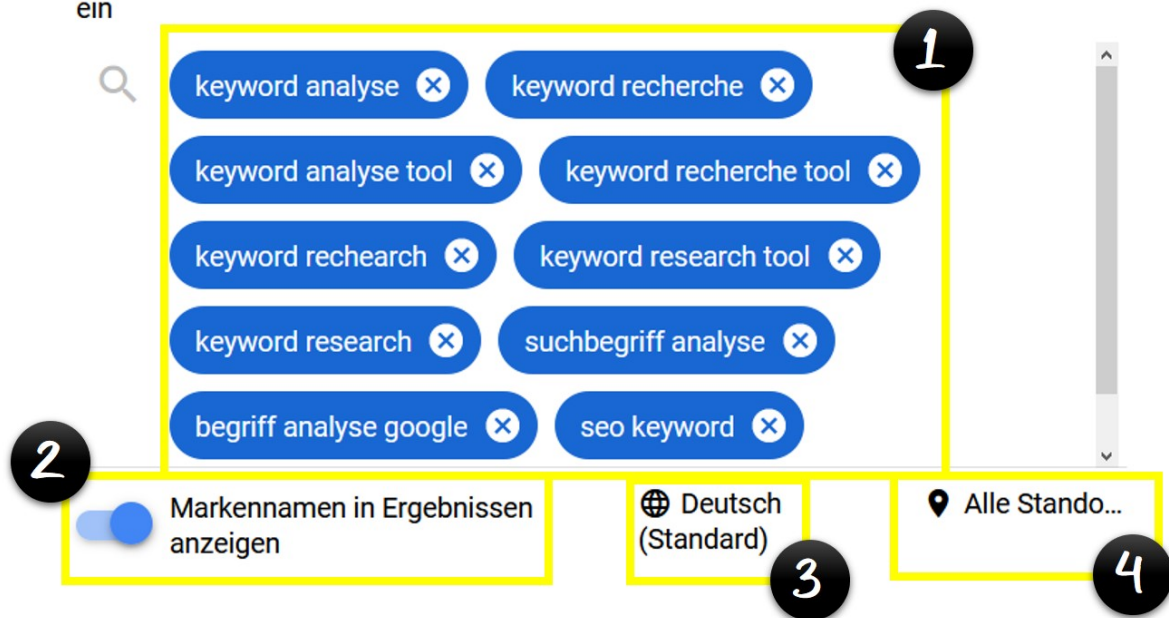 ein
1
keyword analyse keyword recherche
keyword analyse tool keyword recherche tool
keyword rechearch keyword research tool
keyword research suchbegriff analyse
begriff analyse google seo keyword
2
Markennamen in Ergebnissen
anzeigen
Deutsch
(Standard)
3
Alle Stando...
4